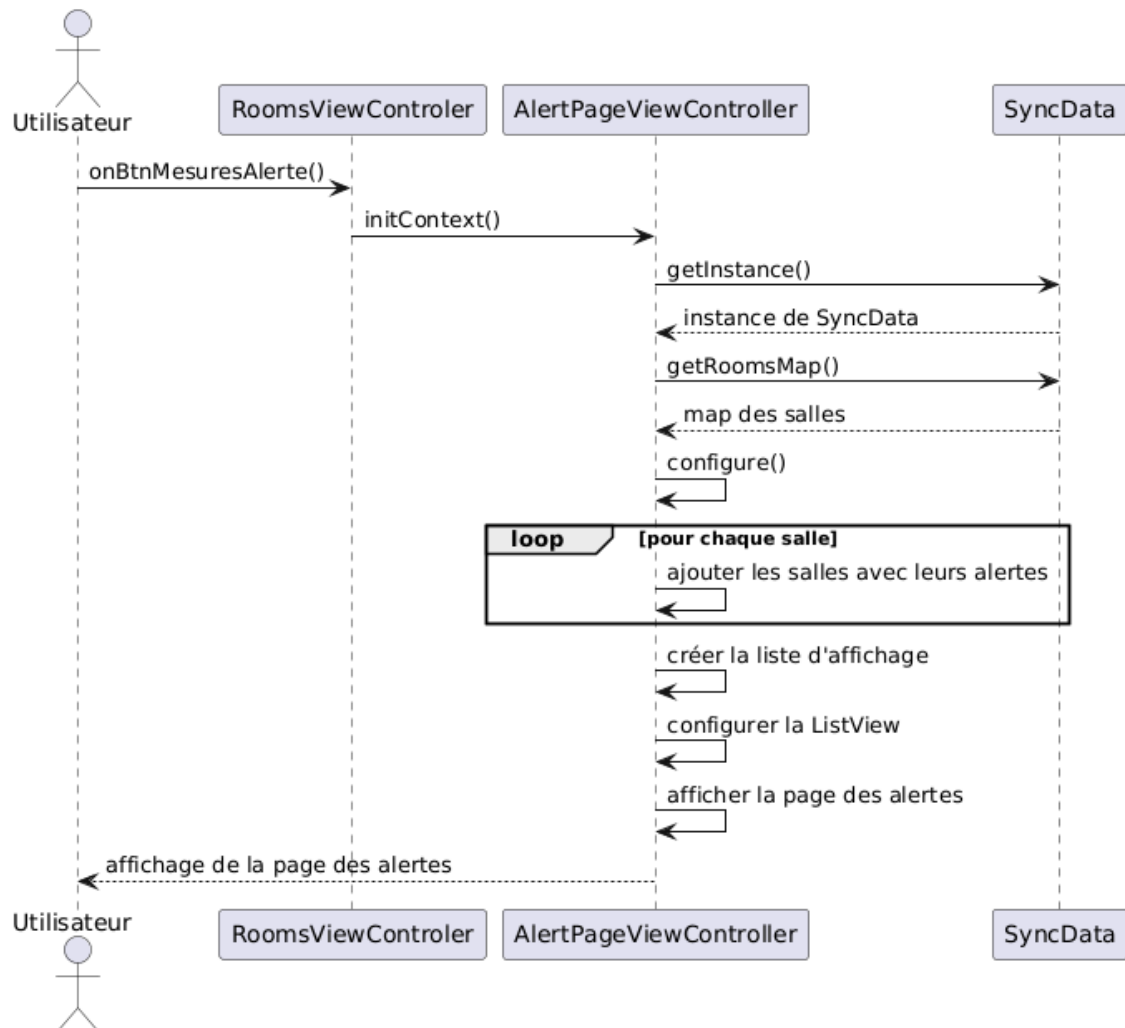 Utilisateur
RoomsViewControler
AlertPageViewController
SyncData
onBtnMesuresAlerte()
initContext()
getInstance()
instance de SyncData
getRoomsMap()
map des salles
configure()
loop [pour chaque salle]
ajouter les salles avec leurs alertes
créer la liste d'affichage
configurer la ListView
afficher la page des alertes
affichage de la page des alertes
Utilisateur
RoomsViewControler
AlertPageViewController
SyncData